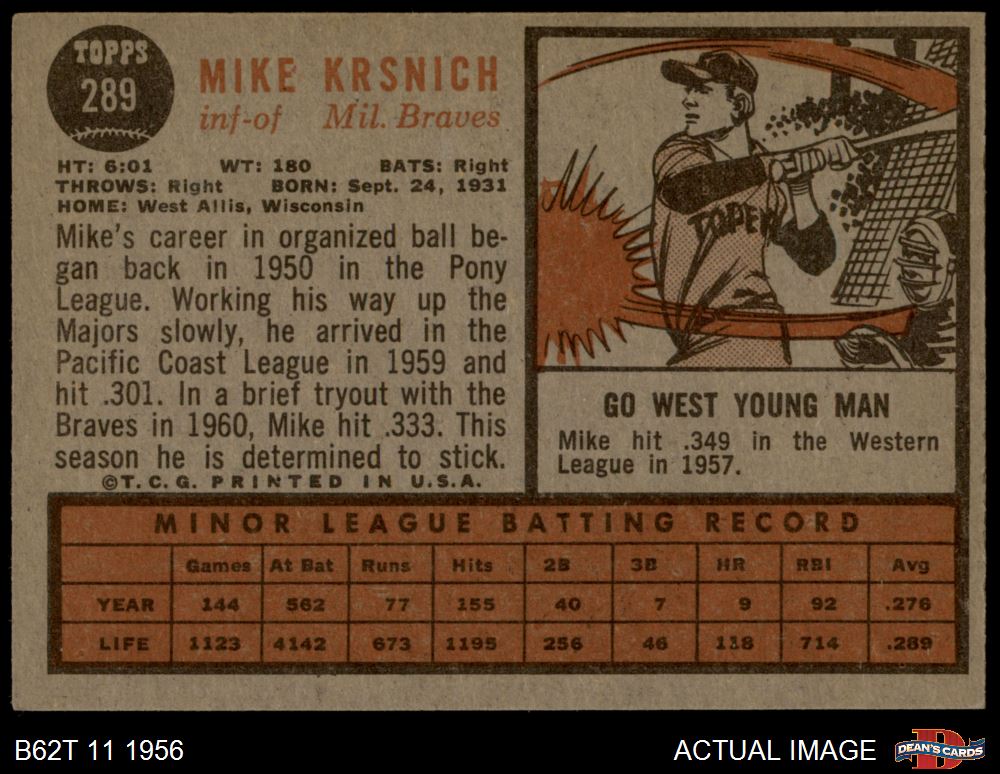 TOPPS
289
MIKE KRSNICH
inf-of Mil. Braves
HT: 6:01 WT: 180 BATS: Right
THROWS: Right BORN: Sept. 24, 1931
HOME: West Allis, Wisconsin
Mike's career in organized ball be-
gan back in 1950 in the Pony
League. Working his way up the
Majors slowly, he arrived in the
Pacific Coast League in 1959 and
hit .301. In a brief tryout with the
Braves in 1960, Mike hit .333. This
season he is determined to stick.
©T. C. G. PRINTED IN U.S.A.
TOPEK
GO WEST YOUNG MAN
Mike hit .349 in the Western
League in 1957.
MINOR LEAGUE BATTING RECORD
Games At Bat Runs Hits 2B 3B HR RBI Avg
YEAR 144 562 77 155 40 7 9 92 .276
LIFE 1123 4142 673 1195 256 46 118 714 .289
B62T 11 1956
ACTUAL IMAGE
DEAN'S CARDS